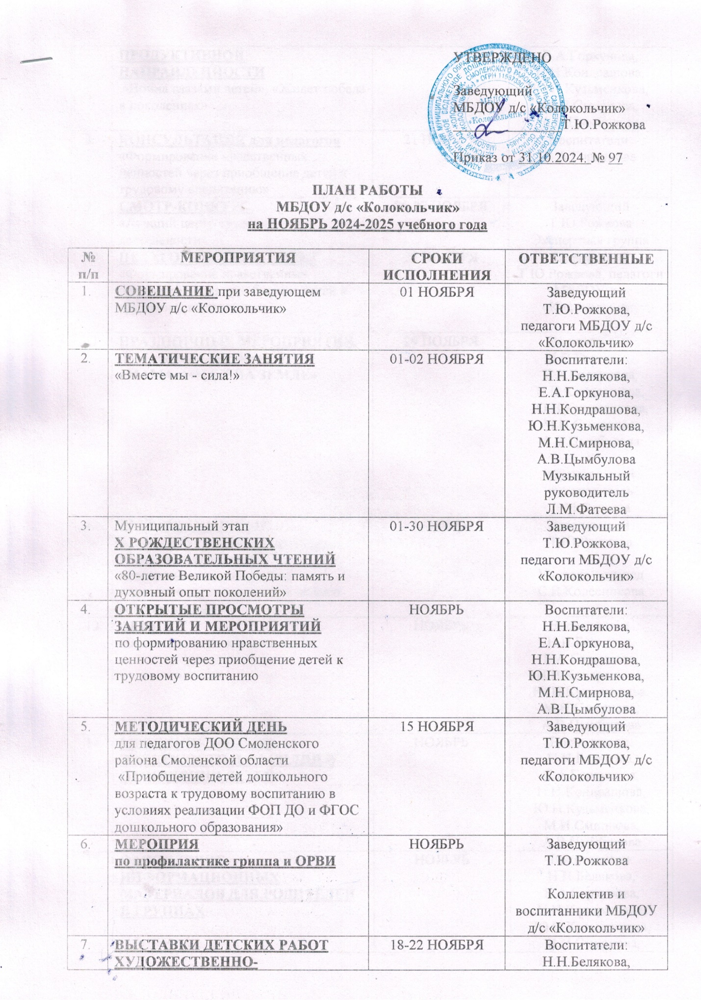 УТВЕРЖДЕНО
Заведующий
МБДОУ д/с «Колокольчик»
Т.Ю.Рожкова
Приказ от 31.10.2024. № 97
ПЛАН РАБОТЫ
МБДОУ д/с «Колокольчик»
на НОЯБРЬ 2024-2025 учебного года
№ п/п
МЕРОПРИЯТИЯ
СРОКИ
ИСПОЛНЕНИЯ
ОТВЕТСТВЕННЫЕ
1.
СОВЕЩАНИЕ при заведующем
МБДОУ д/с «Колокольчик»
01 НОЯБРЯ
Заведующий
Т.Ю.Рожкова,
педагоги МБДОУ д/с
«Колокольчик»
2.
ТЕМАТИЧЕСКИЕ ЗАНЯТИЯ
«Вместе мы - сила!»
01-02 НОЯБРЯ
Воспитатели:
Н.Н.Белякова,
Е.А.Горкунова,
Н.Н.Кондрашова,
Ю.Н.Кузьменкова,
М.Н.Смирнова,
А.В.Цымбулова
Музыкальный
руководитель
Л.М.Фатеева
3.
Муниципальный этап
X РОЖДЕСТВЕНСКИХ
ОБРАЗОВАТЕЛЬНЫХ ЧТЕНИЙ
«80-летие Великой Победы: память и
духовный опыт поколений»
01-30 НОЯБРЯ
Заведующий
Т.Ю.Рожкова,
педагоги МБДОУ д/с
«Колокольчик»
4.
ОТКРЫТЫЕ ПРОСМОТРЫ
ЗАНЯТИЙ И МЕРОПРИЯТИЙ
по формированию нравственных
ценностей через приобщение детей к
трудовому воспитанию
НОЯБРЬ
Воспитатели:
Н.Н.Белякова,
Е.А.Горкунова,
Н.Н.Кондрашова,
Ю.Н.Кузьменкова,
М.Н.Смирнова,
А.В.Цымбулова
5.
МЕТОДИЧЕСКИЙ ДЕНЬ
для педагогов ДОО Смоленского
района Смоленской области
«Приобщение детей дошкольного
возраста к трудовому воспитанию в
условиях реализации ФОП ДО и ФГОС
дошкольного образования»
15 НОЯБРЯ
Заведующий
Т.Ю.Рожкова,
педагоги МБДОУ д/с
«Колокольчик»
6.
МЕРОПРИЯ
по профилактике гриппа и ОРВИ
НОЯБРЬ
Заведующий
Т.Ю.Рожкова
Коллектив и
воспитанники МБДОУ
д/с «Колокольчик»
7.
ВЫСТАВКИ ДЕТСКИХ РАБОТ
ХУДОЖЕСТВЕННО-
18-22 НОЯБРЯ
Воспитатели:
Н.Н.Белякова,